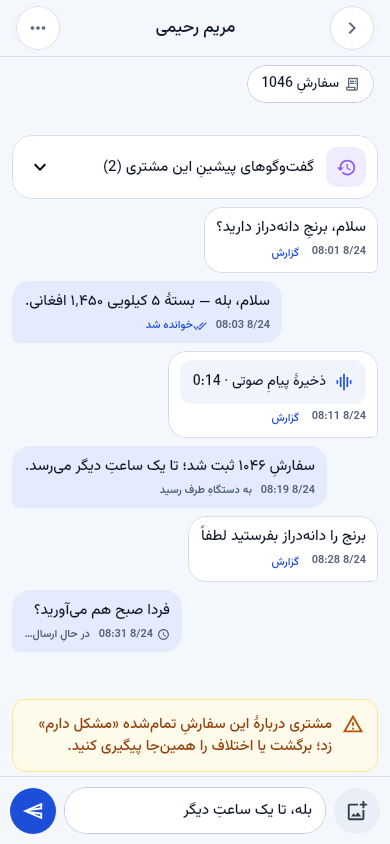 مریم رحیمی
سفارشِ 1046
گفت‌وگوهای پیشینِ این مشتری (2)
سلام، برنجِ دانه‌دراز دارید؟
8/24 08:01 گزارش
سلام، بله — بستهٔ ۵ کیلویی ۱,۴۵۰ افغانی.
8/24 08:03 خوانده شد
ذخیرهٔ پیامِ صوتی · 0:14
8/24 08:11 گزارش
سفارشِ ۱۰۴۶ ثبت شد؛ تا یک ساعتِ دیگر می‌رسد.
8/24 08:19 به دستگاهِ طرف رسید
برنج را دانه‌دراز بفرستید لطفاً
8/24 08:28 گزارش
فردا صبح هم می‌آورید؟
8/24 08:31 در حالِ ارسال…
مشتری دربارهٔ این سفارشِ تمام‌شده «مشکل دارم»
زد؛ برگشت یا اختلاف را همین‌جا پیگیری کنید.
بله، تا یک ساعتِ دیگر